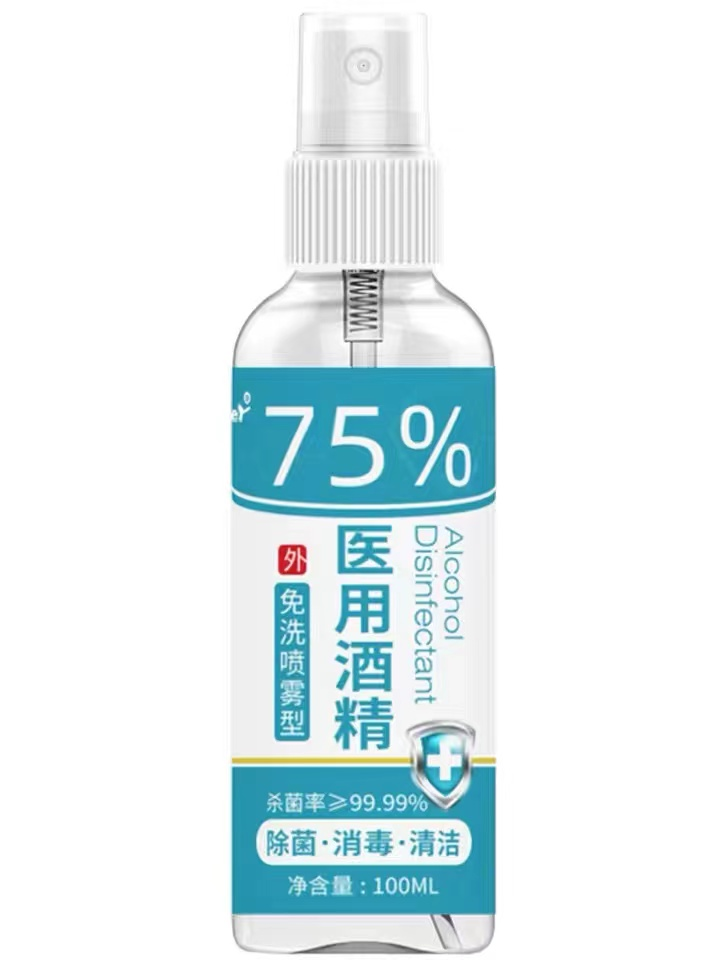 75%
医用酒精
Alcohol
Disinfectant
外
免洗喷雾型
杀菌率≥99.99%
除菌·消毒·清洁
净含量:100ML